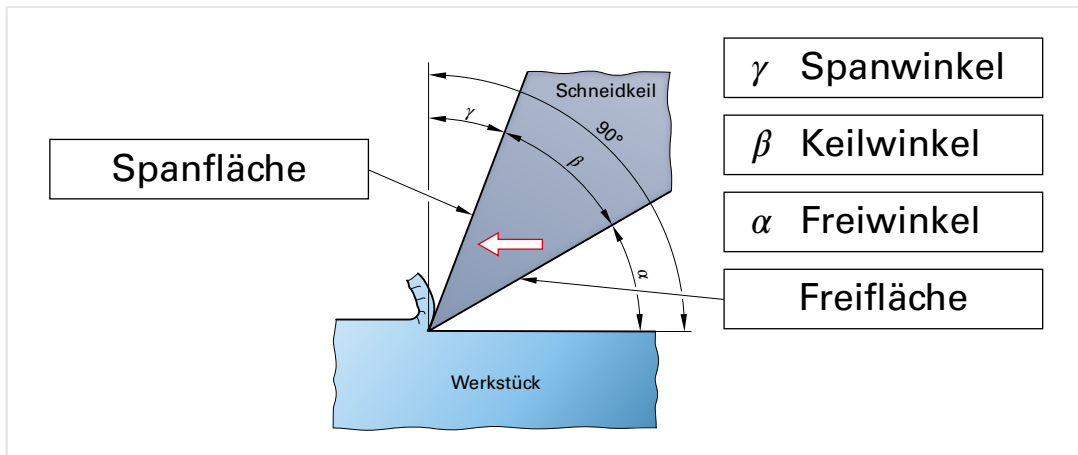 Schneidkeil
90°
γ
β
α
Werkstück
Spanfläche
γ Spanwinkel
β Keilwinkel
α Freiwinkel
Freifläche